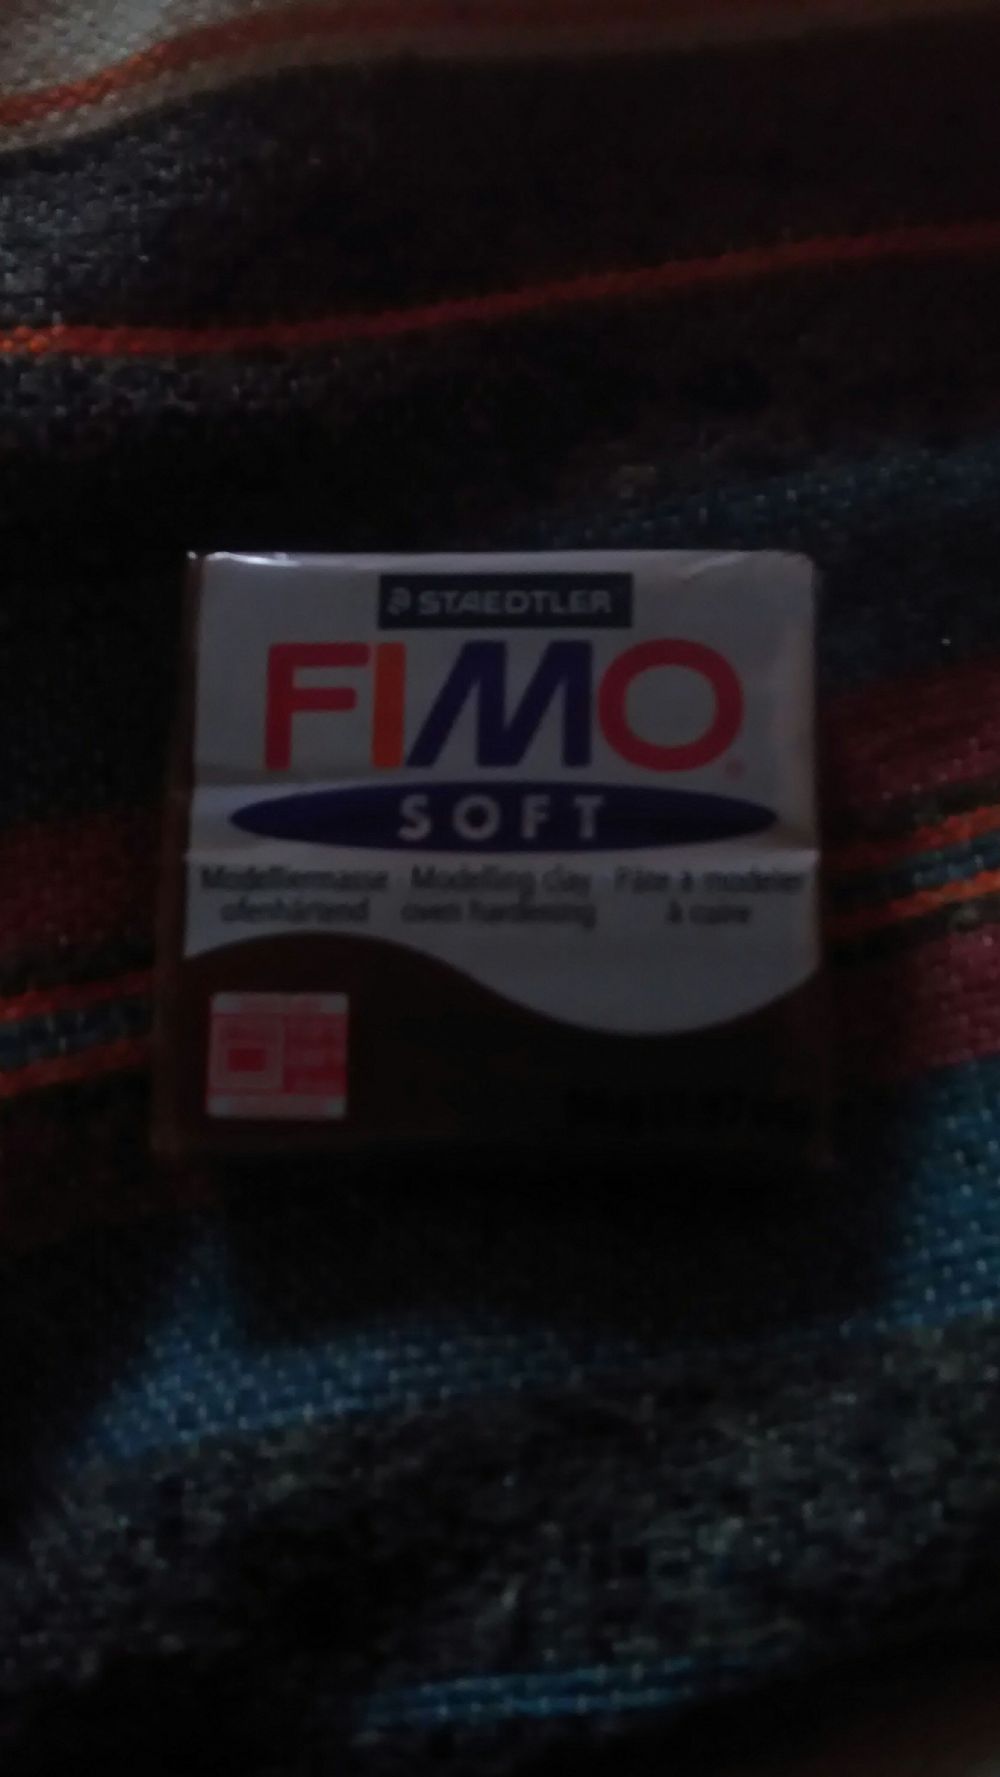 STAEDTLER
FIMO
SOFT
Modelliermasse Modelling clay Pâte à modeler
ofenhärtend oven hardening à cuire